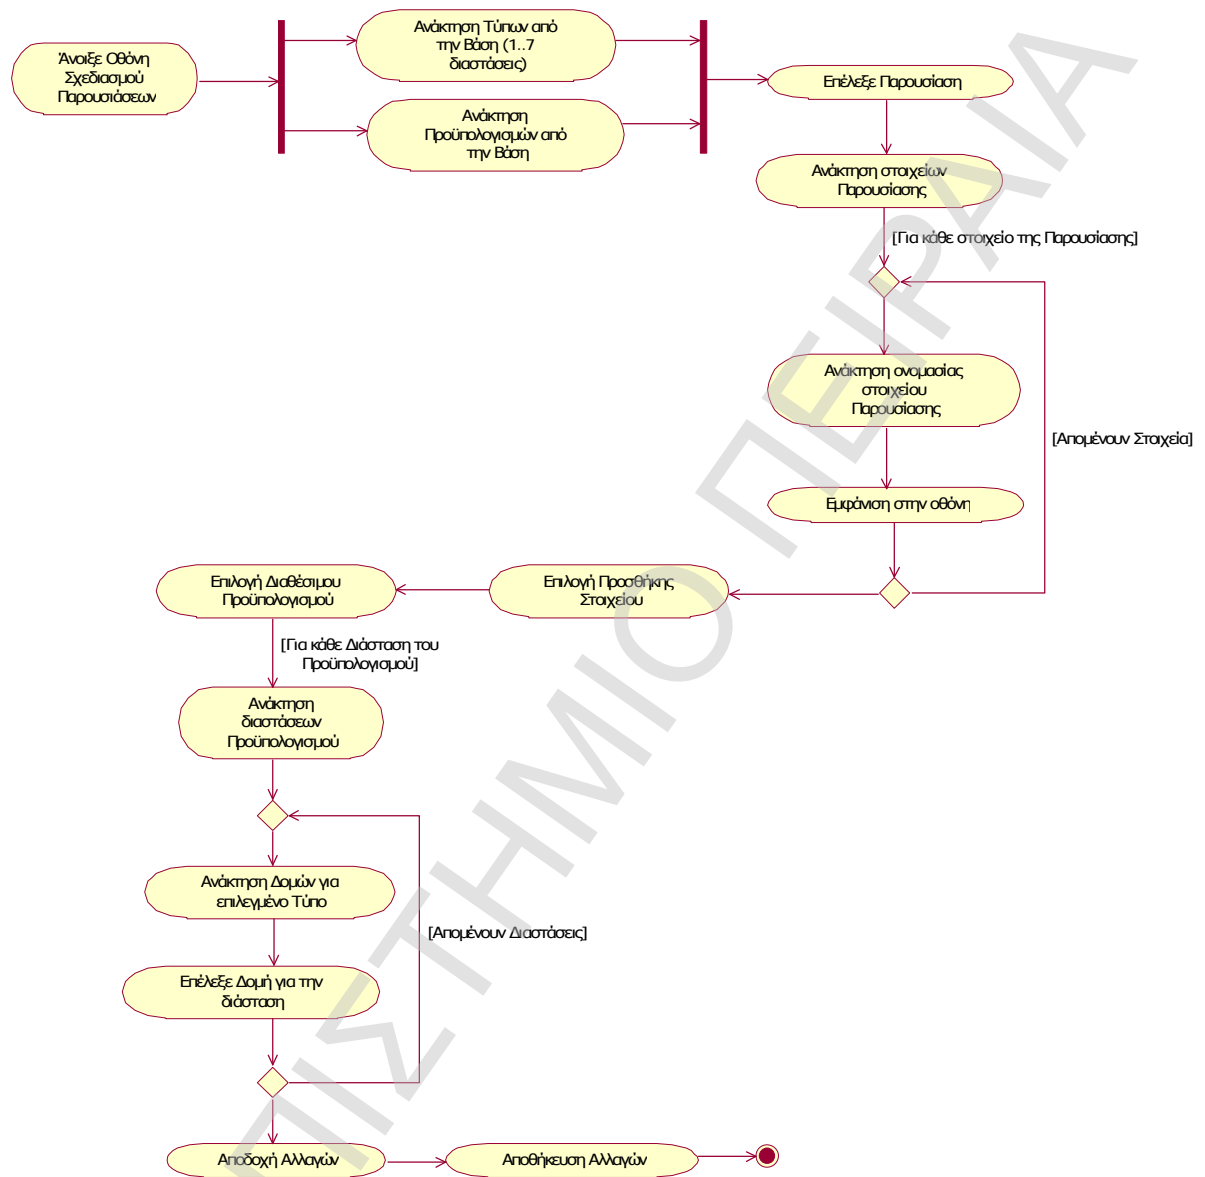 Άνοιξε Οθόνη
Σχεδιασμού
Παρουσιάσεων
Ανάκτηση Τύπων από
την Βάση (1..7
διαστάσεις)
Ανάκτηση
Προϋπολογισμών από
την Βάση
Επέλεξε Παρουσίαση
Ανάκτηση στοιχείων
Παρουσίασης
[Για κάθε στοιχείο της Παρουσίασης]
Ανάκτηση ονομασίας
στοιχείου
Παρουσίασης
[Απομένουν Στοιχεία]
Εμφάνιση στην οθόνη
Επιλογή Προσθήκης
Στοιχείου
Επιλογή Διαθέσιμου
Προϋπολογισμού
[Για κάθε Διάσταση του
Προϋπολογισμού]
Ανάκτηση
διαστάσεων
Προϋπολογισμού
Ανάκτηση Δομών για
επιλεγμένο Τύπο
[Απομένουν Διαστάσεις]
Επέλεξε Δομή για την
διάσταση
Αποδοχή Αλλαγών
Αποθήκευση Αλλαγών
ΠΙΣΤΗΜΙΟ ΠΕΙΡΑΙΑ